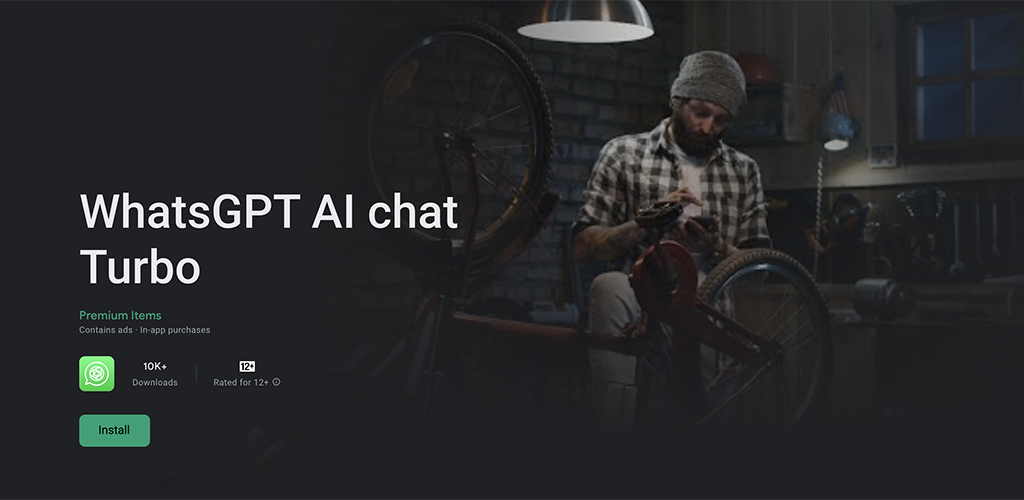 WhatsGPT AI chat
Turbo
Premium Items
Contains ads · In-app purchases
10K+
Downloads
12+
Rated for 12+
Install